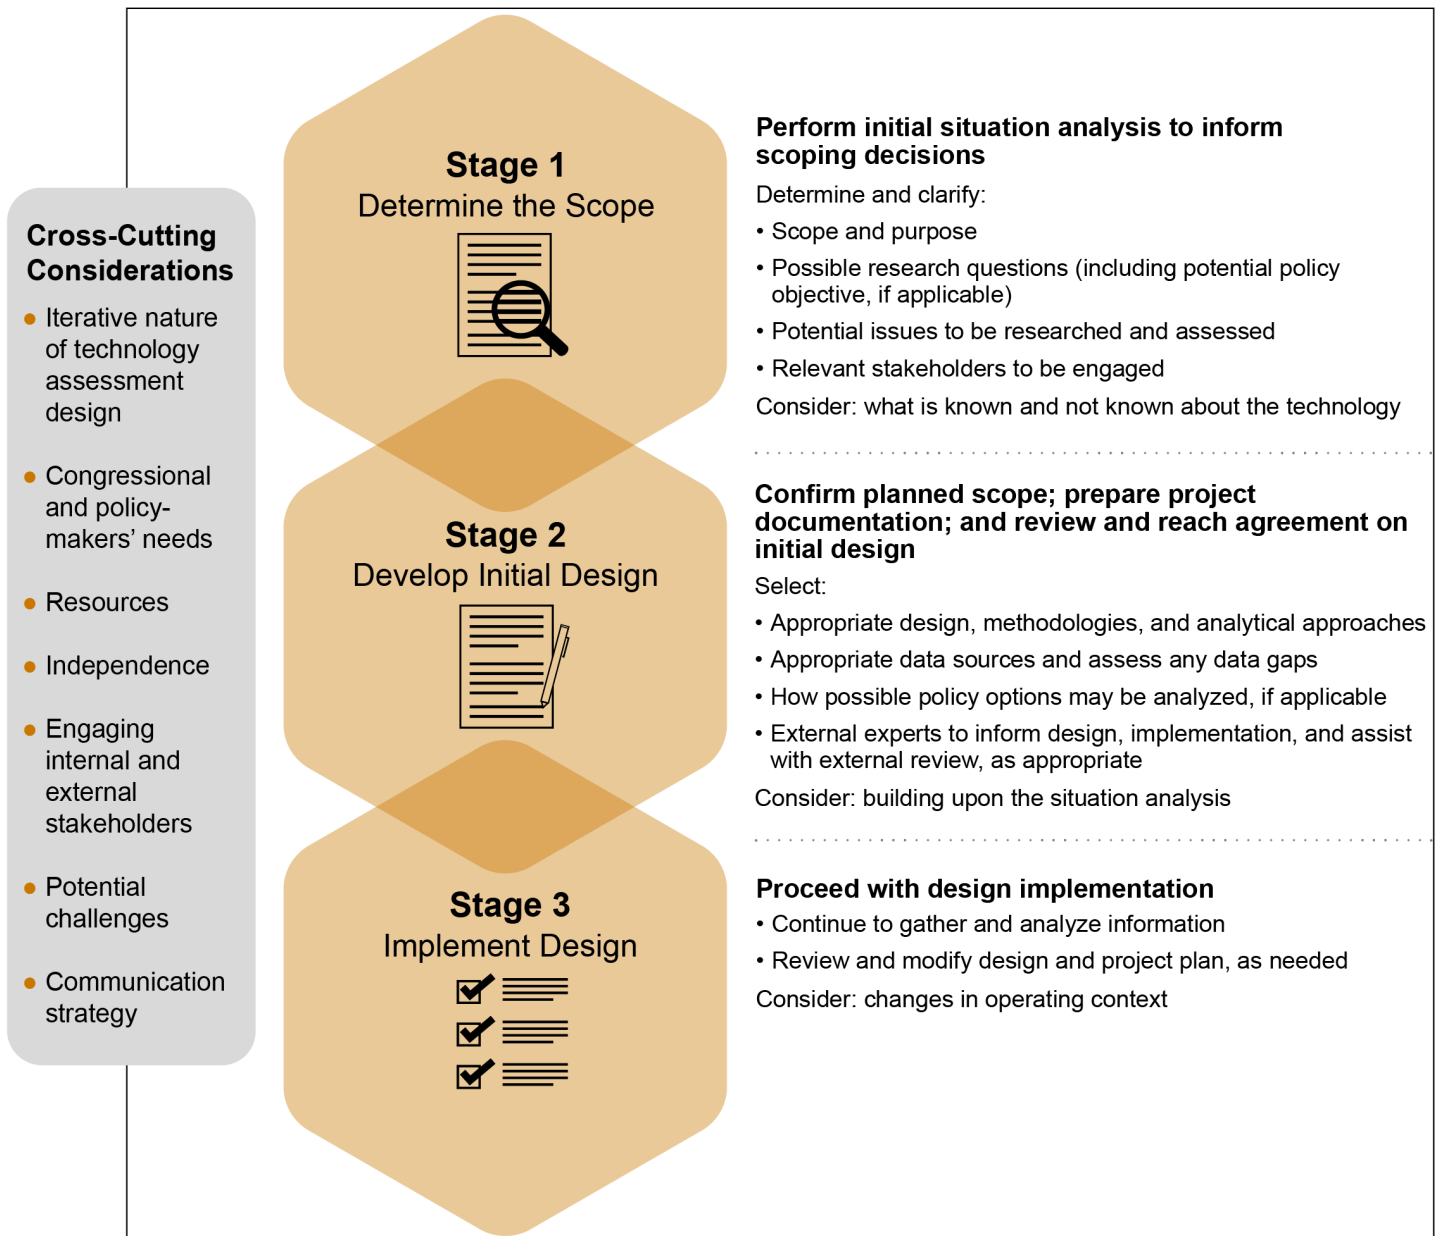 Cross-Cutting
Considerations
• Iterative nature
of technology
assessment
design
• Congressional
and policy-
makers’ needs
• Resources
• Independence
• Engaging
internal and
external
stakeholders
• Potential
challenges
• Communication
strategy
Stage 1
Determine the Scope
Perform initial situation analysis to inform
scoping decisions
Determine and clarify:
• Scope and purpose
• Possible research questions (including potential policy
objective, if applicable)
• Potential issues to be researched and assessed
• Relevant stakeholders to be engaged
Consider: what is known and not known about the technology
Stage 2
Develop Initial Design
Confirm planned scope; prepare project
documentation; and review and reach agreement on
initial design
Select:
• Appropriate design, methodologies, and analytical approaches
• Appropriate data sources and assess any data gaps
• How possible policy options may be analyzed, if applicable
• External experts to inform design, implementation, and assist
with external review, as appropriate
Consider: building upon the situation analysis
Stage 3
Implement Design
Proceed with design implementation
• Continue to gather and analyze information
• Review and modify design and project plan, as needed
Consider: changes in operating context